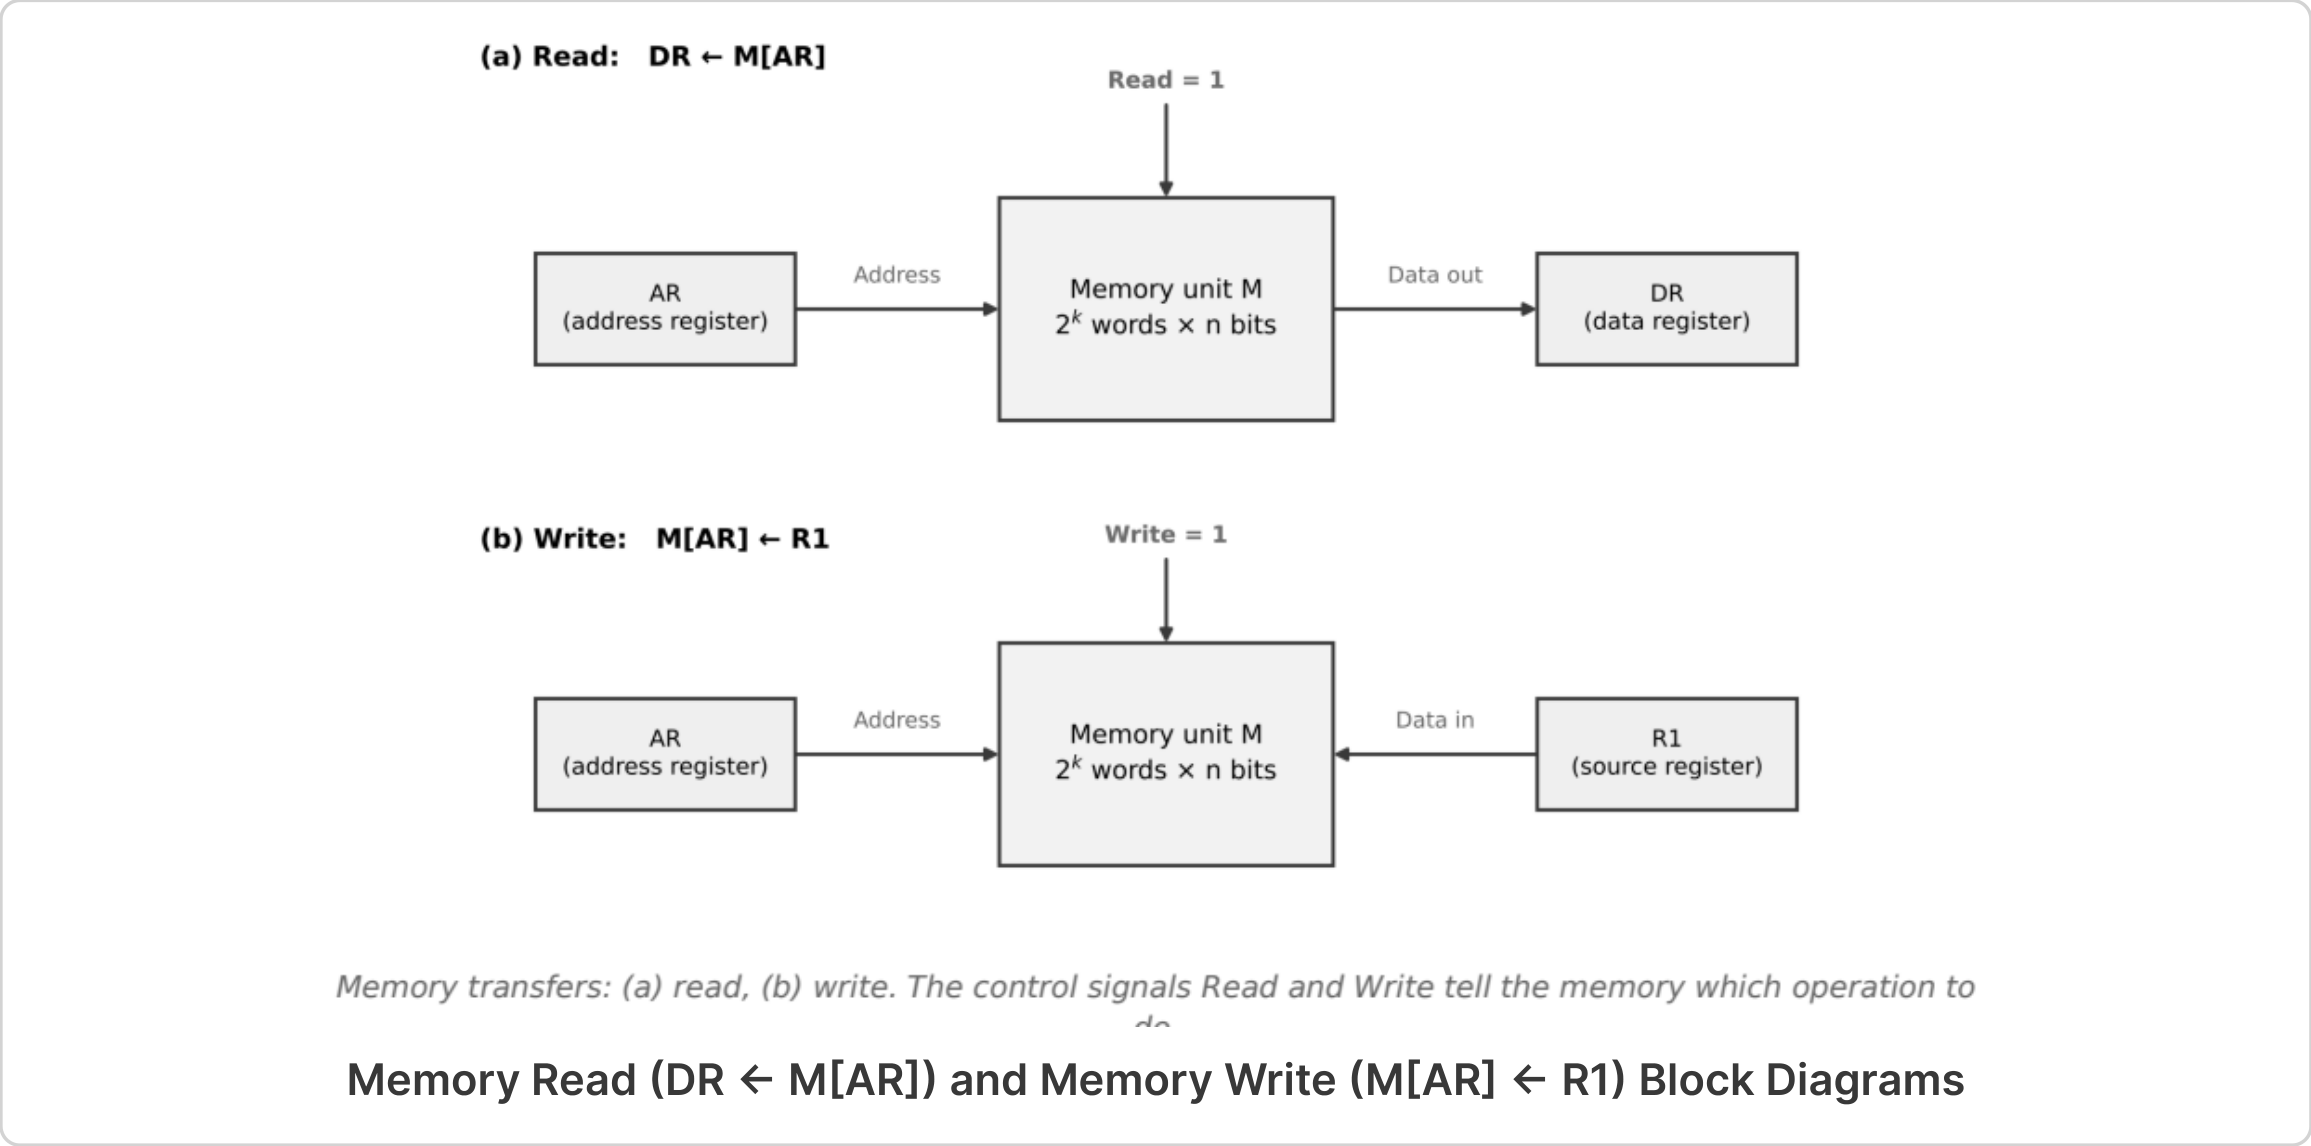 (a) Read: DR ← M[AR]
Read = 1
AR
(address register)
Address
Memory unit M
2^k words × n bits
Data out
DR
(data register)
(b) Write: M[AR] ← R1
Write = 1
AR
(address register)
Address
Memory unit M
2^k words × n bits
Data in
R1
(source register)
Memory transfers: (a) read, (b) write. The control signals Read and Write tell the memory which operation to
Memory Read (DR ← M[AR]) and Memory Write (M[AR] ← R1) Block Diagrams